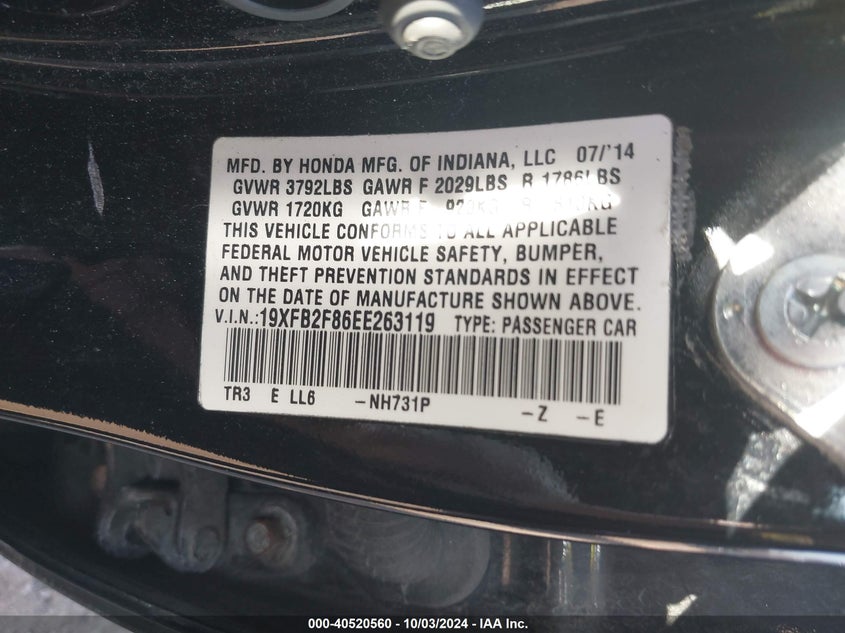 MFD. BY HONDA MFG. OF INDIANA, LLC 07/'14
GVWR 3792LBS GAWR F 2029LBS R 1786LBS
GVWR 1720KG GAWR F
THIS VEHICLE CONFORMS TO ALL APPLICABLE
FEDERAL MOTOR VEHICLE SAFETY, BUMPER,
AND THEFT PREVENTION STANDARDS IN EFFECT
ON THE DATE OF MANUFACTURE SHOWN ABOVE.
V.I.N.:19XFB2F86EE263119 TYPE: PASSENGER CAR
TR3 E LL6 -NH731P -Z -E
000-40520560 - 10/03/2024 - IAA Inc.